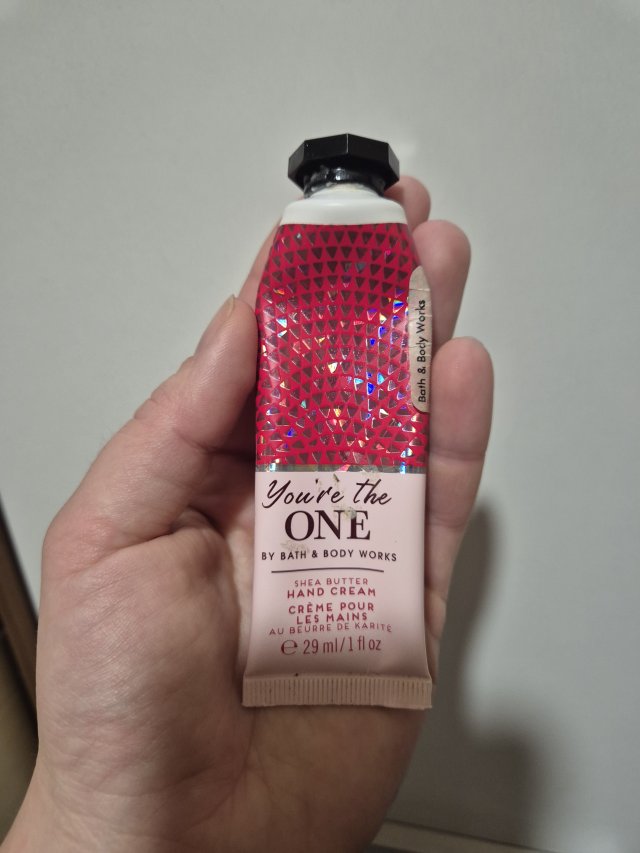 Bath & Body Works
You're the
ONE
BY BATH & BODY WORKS
SHEA BUTTER
HAND CREAM
CRÈME POUR
LES MAINS
AU BEURRE DE KARITÉ
℮ 29 ml/1 fl oz